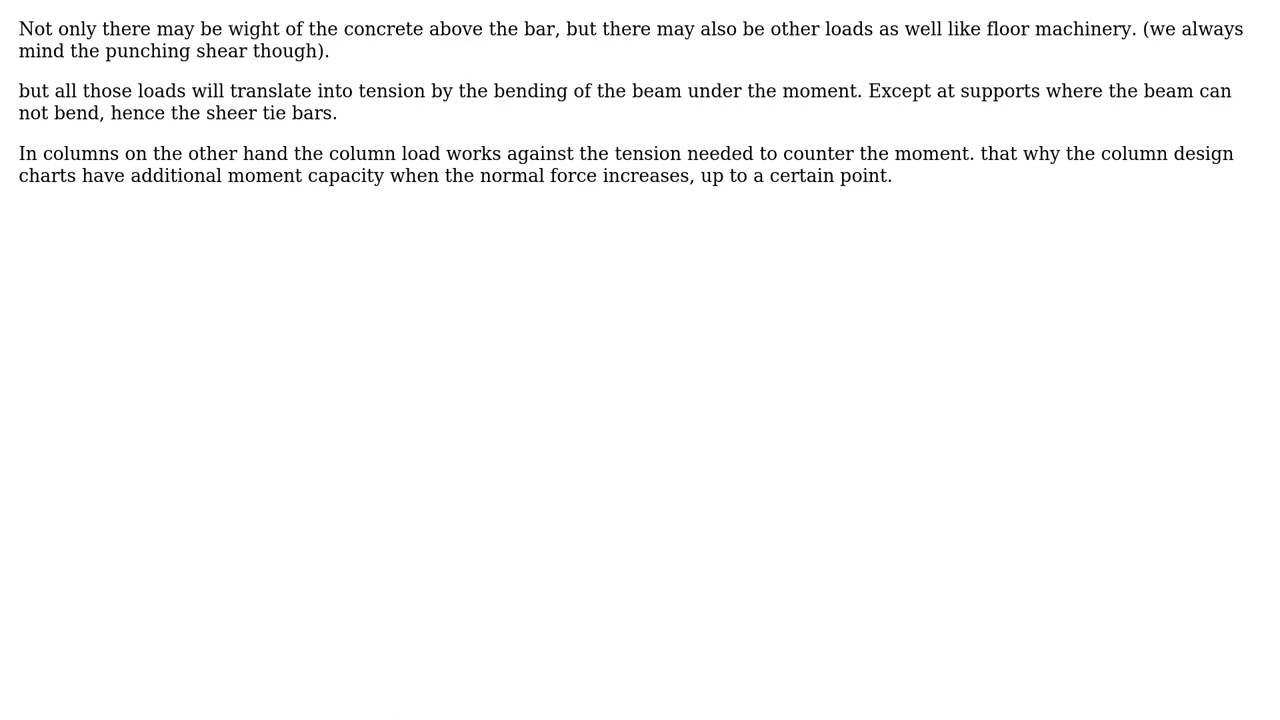 Not only there may be wight of the concrete above the bar, but there may also be other loads as well like floor machinery. (we always
mind the punching shear though).
but all those loads will translate into tension by the bending of the beam under the moment. Except at supports where the beam can
not bend, hence the sheer tie bars.
In columns on the other hand the column load works against the tension needed to counter the moment. that why the column design
charts have additional moment capacity when the normal force increases, up to a certain point.